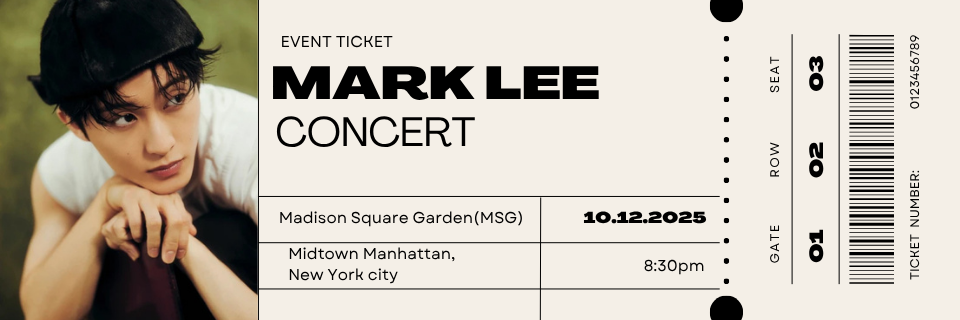 EVENT TICKET
MARK LEE
CONCERT
Madison Square Garden(MSG)
10.12.2025
Midtown Manhattan,
New York city
8:30pm
SEAT 03
ROW 02
GATE 01
TICKET NUMBER: 0123456789